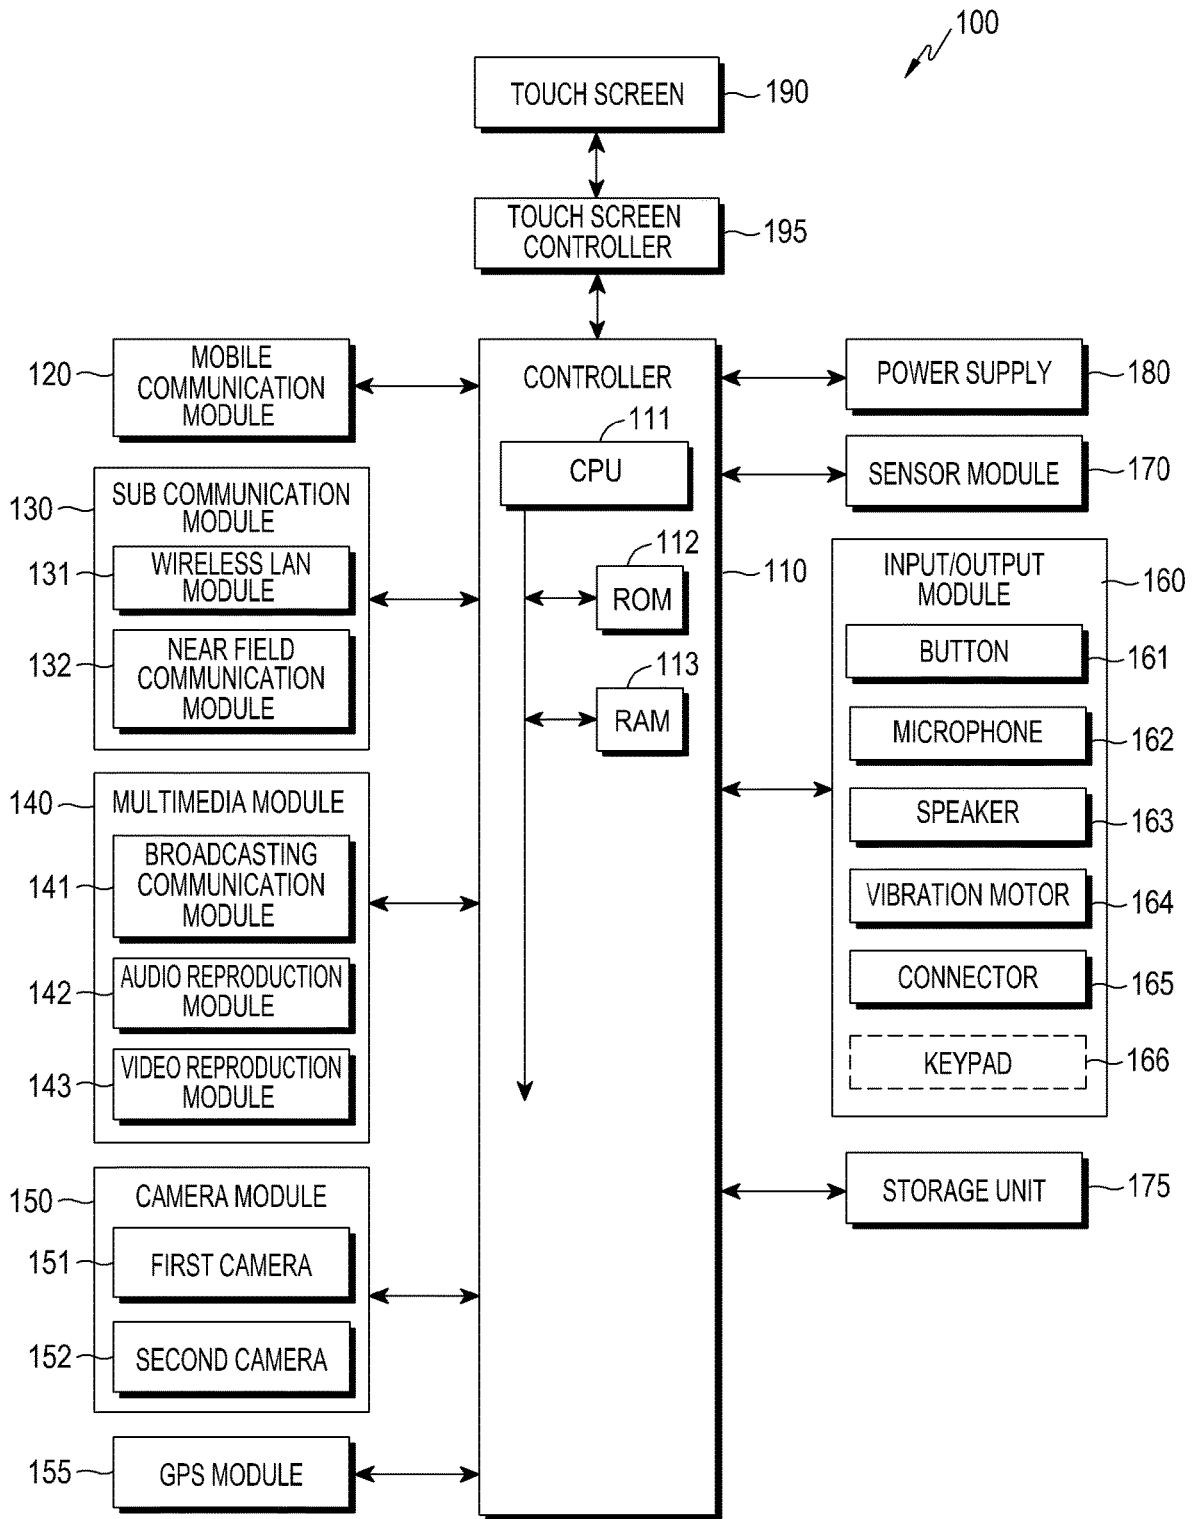 100
TOUCH SCREEN
190
TOUCH SCREEN
CONTROLLER
195
120
MOBILE
COMMUNICATION
MODULE
130
SUB COMMUNICATION
MODULE
131
WIRELESS LAN
MODULE
132
NEAR FIELD
COMMUNICATION
MODULE
140
MULTIMEDIA MODULE
141
BROADCASTING
COMMUNICATION
MODULE
142
AUDIO REPRODUCTION
MODULE
143
VIDEO REPRODUCTION
MODULE
150
CAMERA MODULE
151
FIRST CAMERA
152
SECOND CAMERA
155
GPS MODULE
CONTROLLER
111
CPU
112
ROM
113
RAM
110
POWER SUPPLY
180
SENSOR MODULE
170
INPUT/OUTPUT
MODULE
160
BUTTON
161
MICROPHONE
162
SPEAKER
163
VIBRATION MOTOR
164
CONNECTOR
165
KEYPAD
166
STORAGE UNIT
175